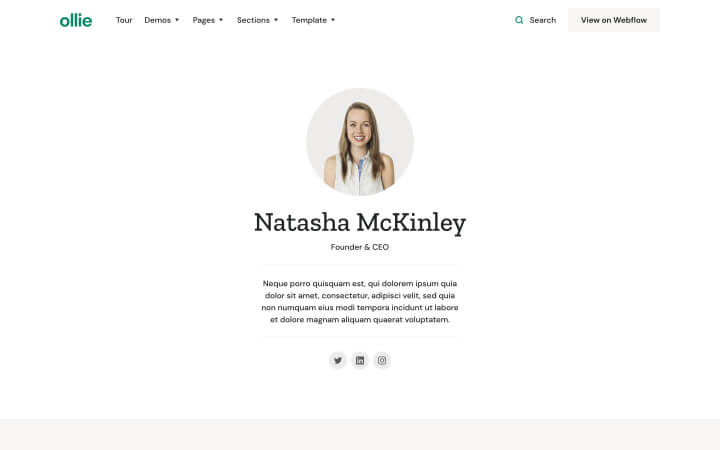 ollie Tour Demos Pages Sections Template Search View on Webflow
Natasha McKinley
Founder & CEO
Neque porro quisquam est, qui dolorem ipsum quia
dolor sit amet, consectetur, adipisci velit, sed quia
non numquam eius modi tempora incidunt ut labore
et dolore magnam aliquam quaerat voluptatem.